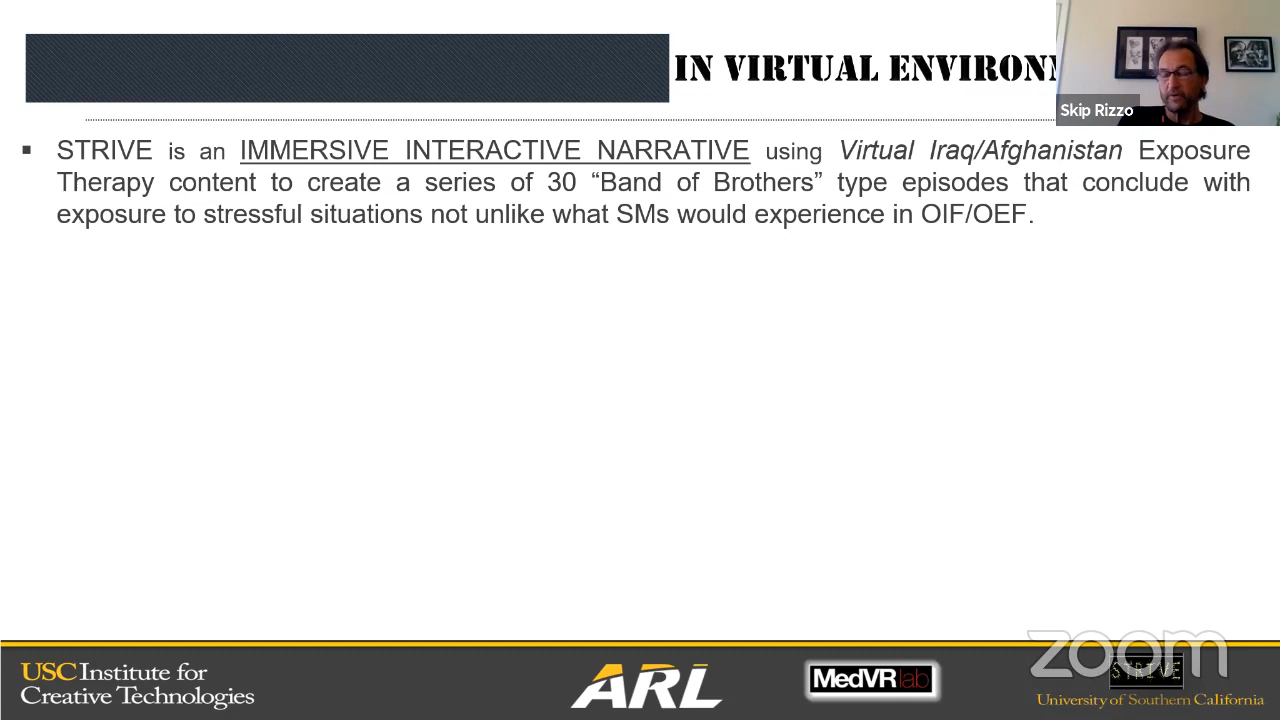 IN VIRTUAL ENVIRON
Skip Rizzo
▪ STRIVE is an IMMERSIVE INTERACTIVE NARRATIVE using Virtual Iraq/Afghanistan Exposure
Therapy content to create a series of 30 “Band of Brothers” type episodes that conclude with
exposure to stressful situations not unlike what SMs would experience in OIF/OEF.
USC Institute for
Creative Technologies
ARL
MedVR lab
zoom
STRIVE
University of Southern California